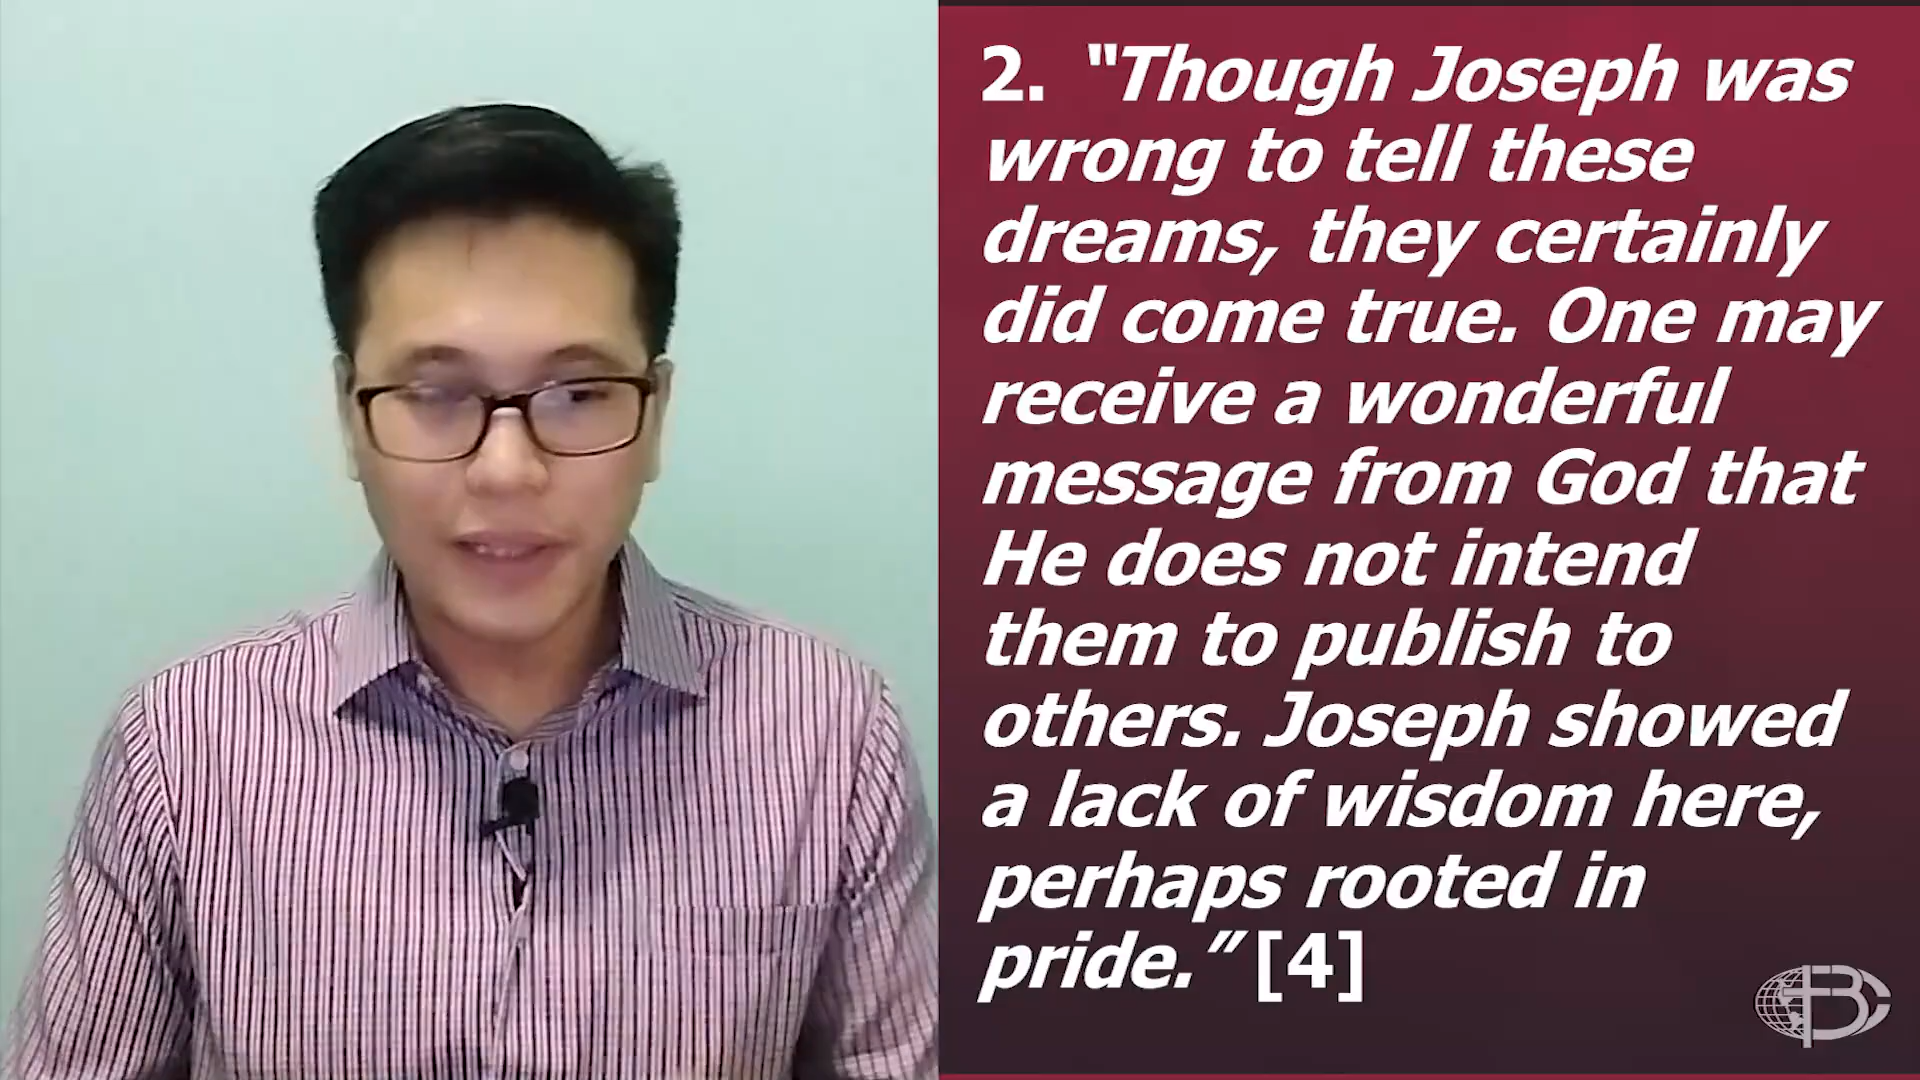 2. “Though Joseph was
wrong to tell these
dreams, they certainly
did come true. One may
receive a wonderful
message from God that
He does not intend
them to publish to
others. Joseph showed
a lack of wisdom here,
perhaps rooted in
pride.” [4]
BC